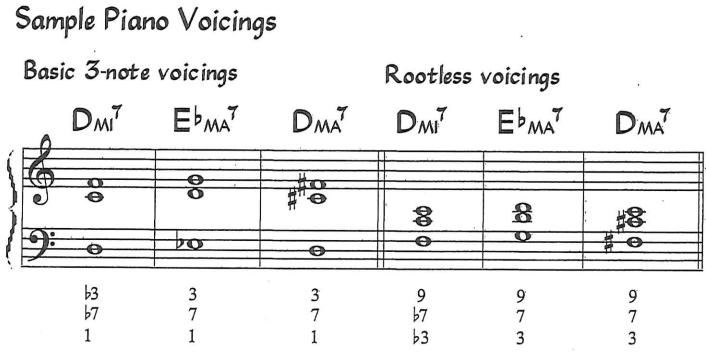 Sample Piano Voicings
Basic 3-note voicings Rootless voicings
DMI7 E♭MA7 DMA7 DMI7 E♭MA7 DMA7
♭3 3 3 9 9 9
♭7 7 7 ♭7 7 7
1 1 1 ♭3 3 3